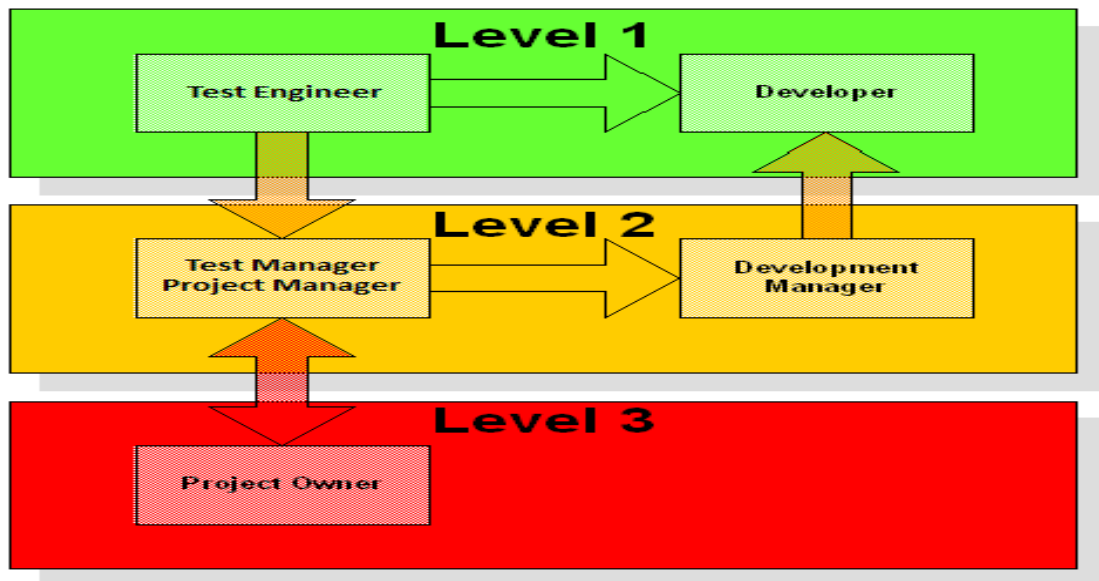 Level 1
Test Engineer
Developer
Level 2
Test Manager
Project Manager
Development
Manager
Level 3
Project Owner